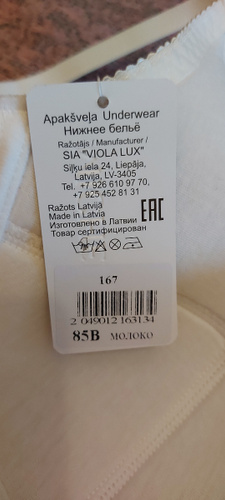 Apakšveļa Underwear
Нижнее бельё
Ražotājs / Manufacturer /
SIA "VIOLA LUX"
Siļķu iela 24, Liepāja,
Latvija, LV-3405
Tel. +7 926 610 97 70,
+7 925 452 81 31
Ražots Latvijā
Made in Latvia
Изготовлено в Латвии
Товар сертифицирован
EAC
167
2 049012 163134
85B молоко